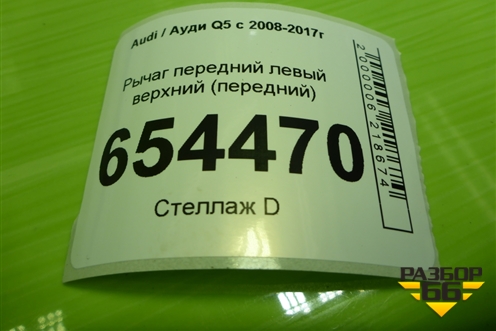 Audi / Ауди Q5 с 2008-2017г
Рычаг передний левый
верхний (передний)
654470
Стеллаж D
2000006218674
РАЗБОР
66